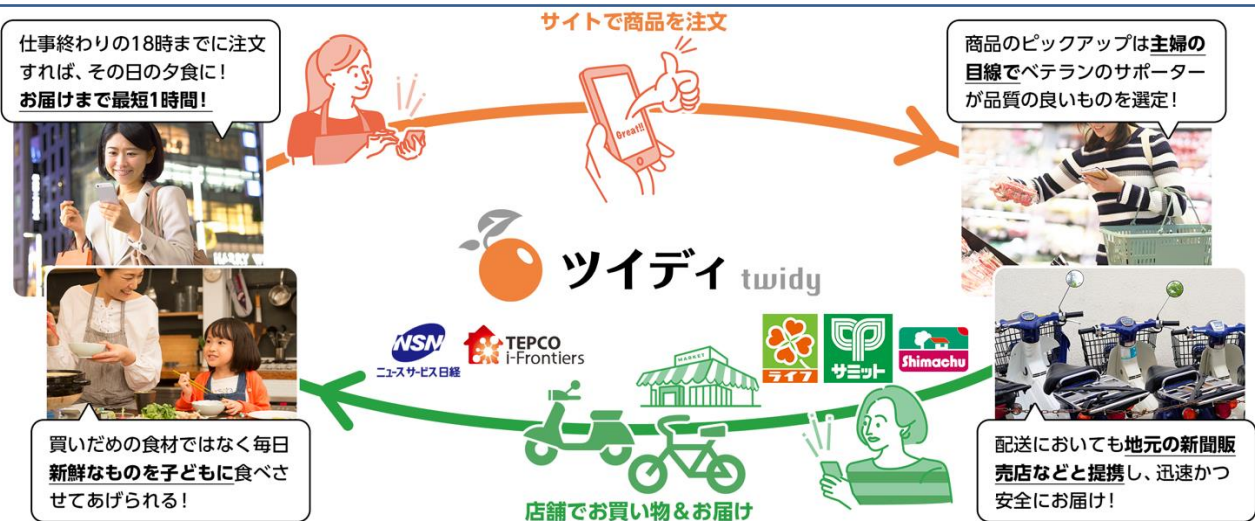 サイトで商品を注文
仕事終わりの18時までに注文
すれば、その日の夕食に！
お届けまで最短1時間！
商品のピックアップは主婦の
目線でベテランのサポーター
が品質の良いものを選定！
Great!!
ツイディ twidy
NSN
ニュースサービス日経
TEPCO
i-Frontiers
MARKET
ライフ
サミット
Shimachu
買いだめの食材ではなく毎日
新鮮なものを子どもに食べさ
せてあげられる！
店舗でお買い物＆お届け
配送においても地元の新聞販
売店などと提携し、迅速かつ
安全にお届け！